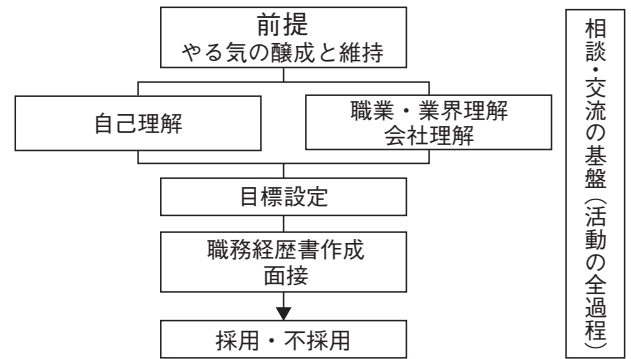 前提
やる気の醸成と維持
自己理解
職業・業界理解
会社理解
目標設定
職務経歴書作成
面接
採用・不採用
相談・交流の基盤（活動の全過程）